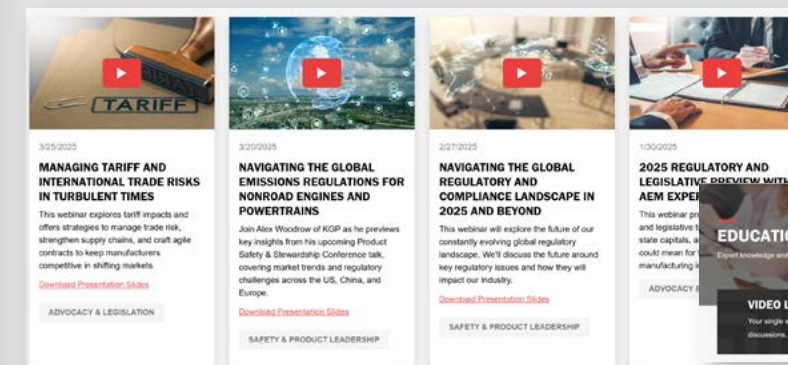 TARIFF
3/25/2025
MANAGING TARIFF AND
INTERNATIONAL TRADE RISKS
IN TURBULENT TIMES
This webinar explores tariff impacts and
offers strategies to manage trade risk,
strengthen supply chains, and craft agile
contracts to keep manufacturers
competitive in shifting markets.
Download Presentation Slides
ADVOCACY & LEGISLATION
3/20/2025
NAVIGATING THE GLOBAL
EMISSIONS REGULATIONS FOR
NONROAD ENGINES AND
POWERTRAINS
Join Alex Woodrow of KGP as he previews
key insights from his upcoming Product
Safety & Stewardship Conference talk,
covering market trends and regulatory
challenges across the US, China, and
Europe.
Download Presentation Slides
SAFETY & PRODUCT LEADERSHIP
2/27/2025
NAVIGATING THE GLOBAL
REGULATORY AND
COMPLIANCE LANDSCAPE IN
2025 AND BEYOND
This webinar will explore the future of our
constantly evolving global regulatory
landscape. We'll discuss the future around
key regulatory issues and how they will
impact our industry.
Download Presentation Slides
SAFETY & PRODUCT LEADERSHIP
1/30/2025
2025 REGULATORY AND
LEGISLATIVE PREVIEW WITH
AEM EXPER
This webinar pr
and legislative t
state capitals, a
could mean for
manufacturing i
ADVOCACY
EDUCATIO
Expert knowledge and
VIDEO L
Your single s
discussions,